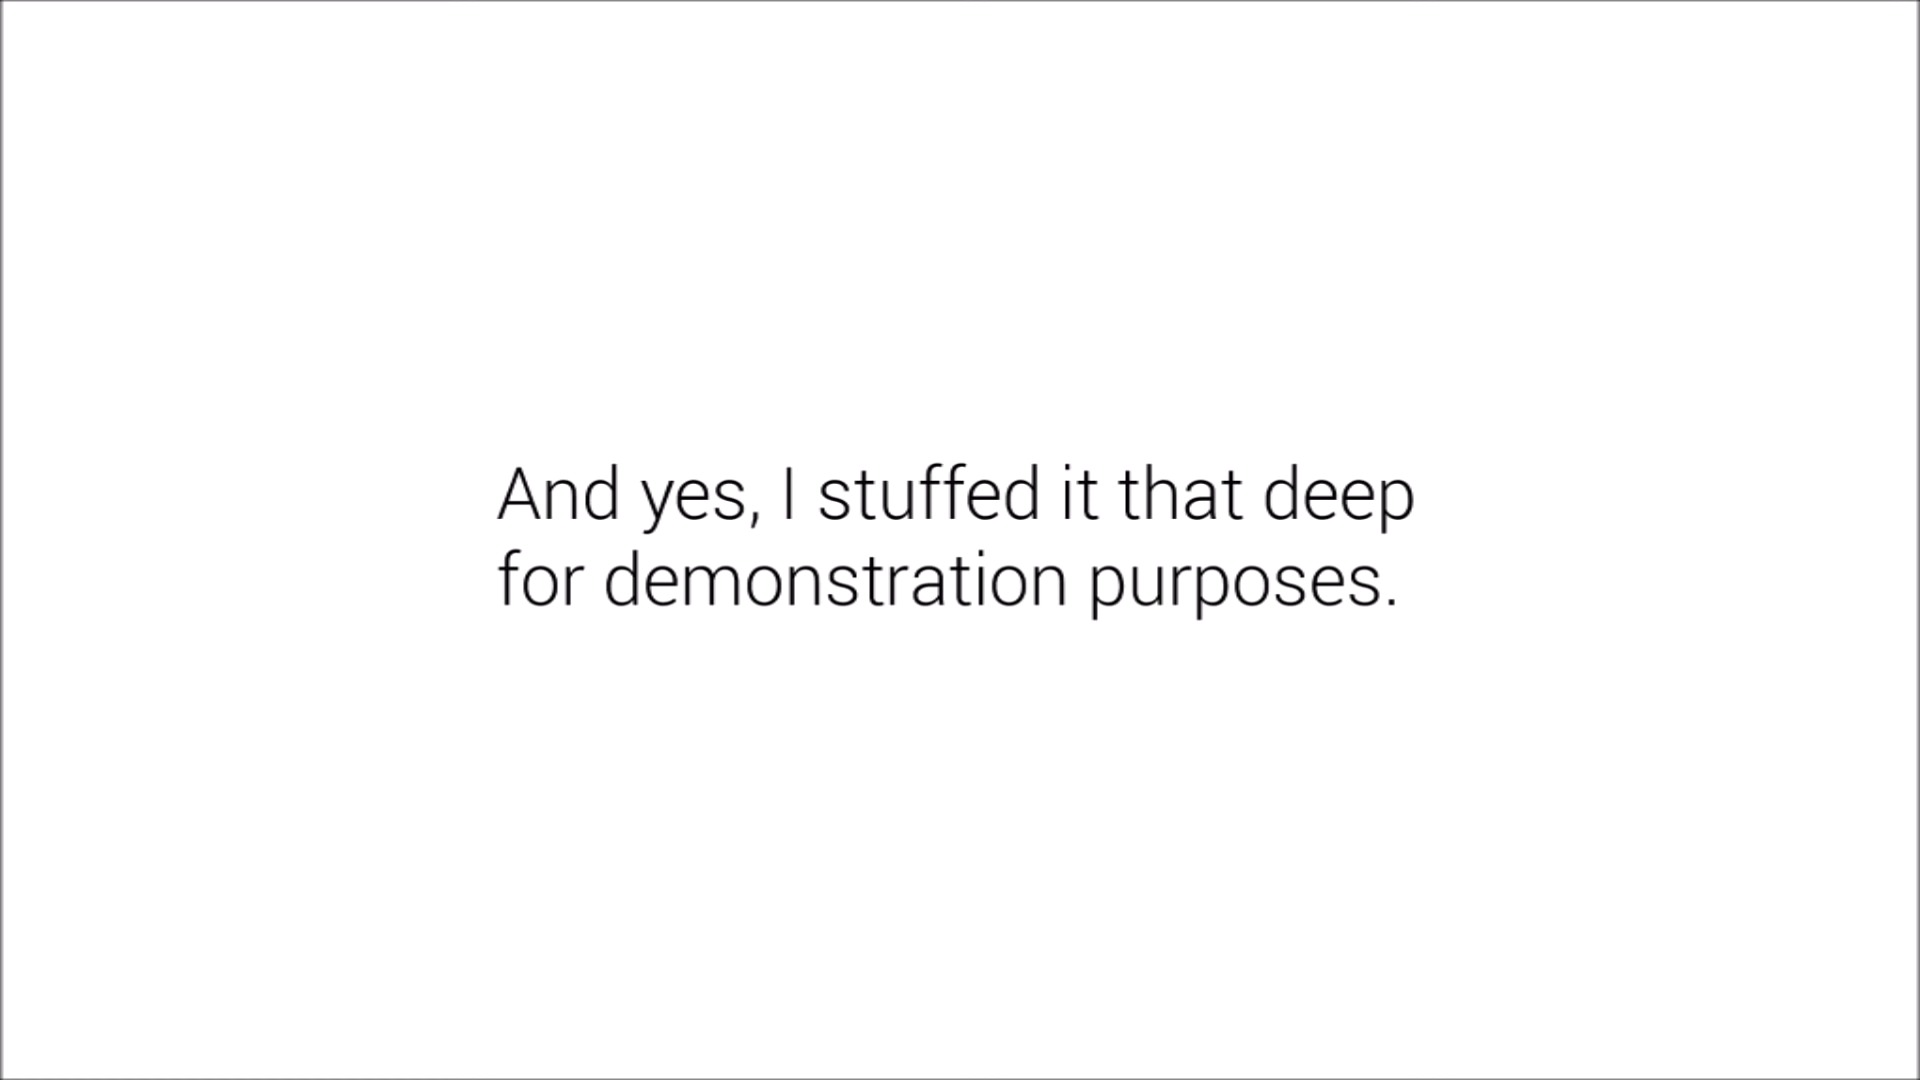 And yes, I stuffed it that deep
for demonstration purposes.